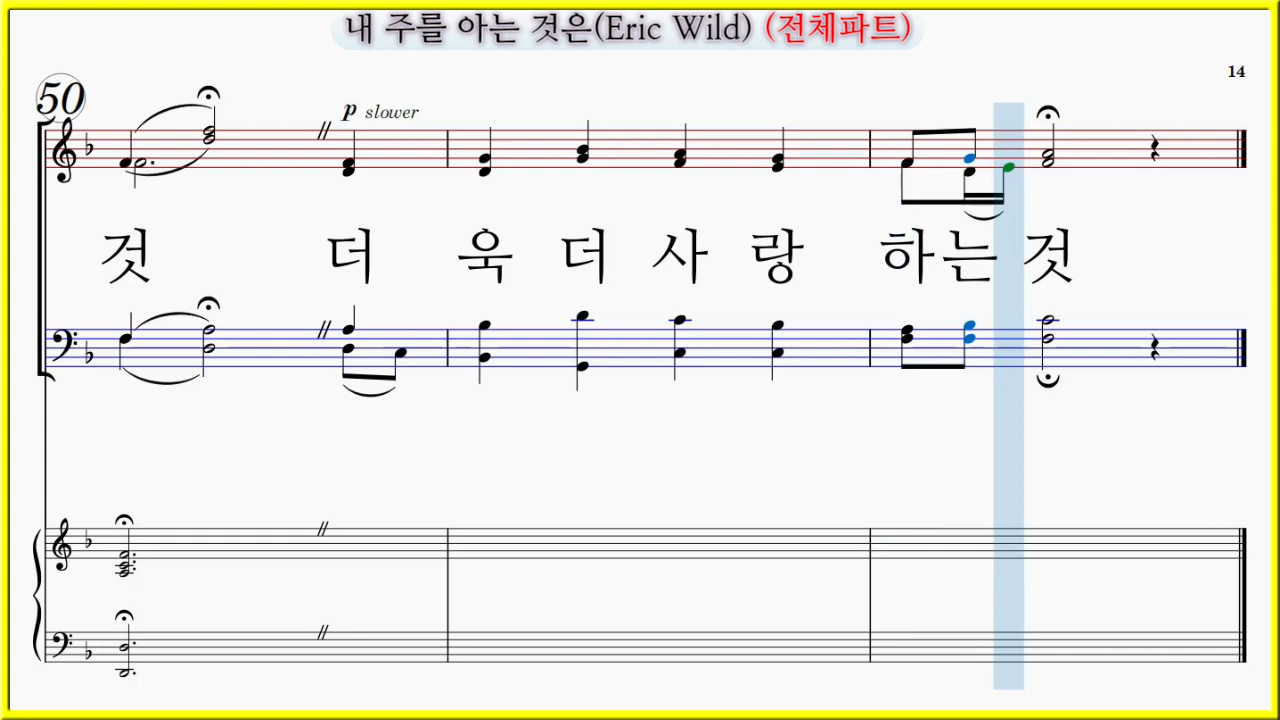 내 주를 아는 것은(Eric Wild) (전체파트)
14
50
p slower
것 더 욱 더 사 랑 하는 것